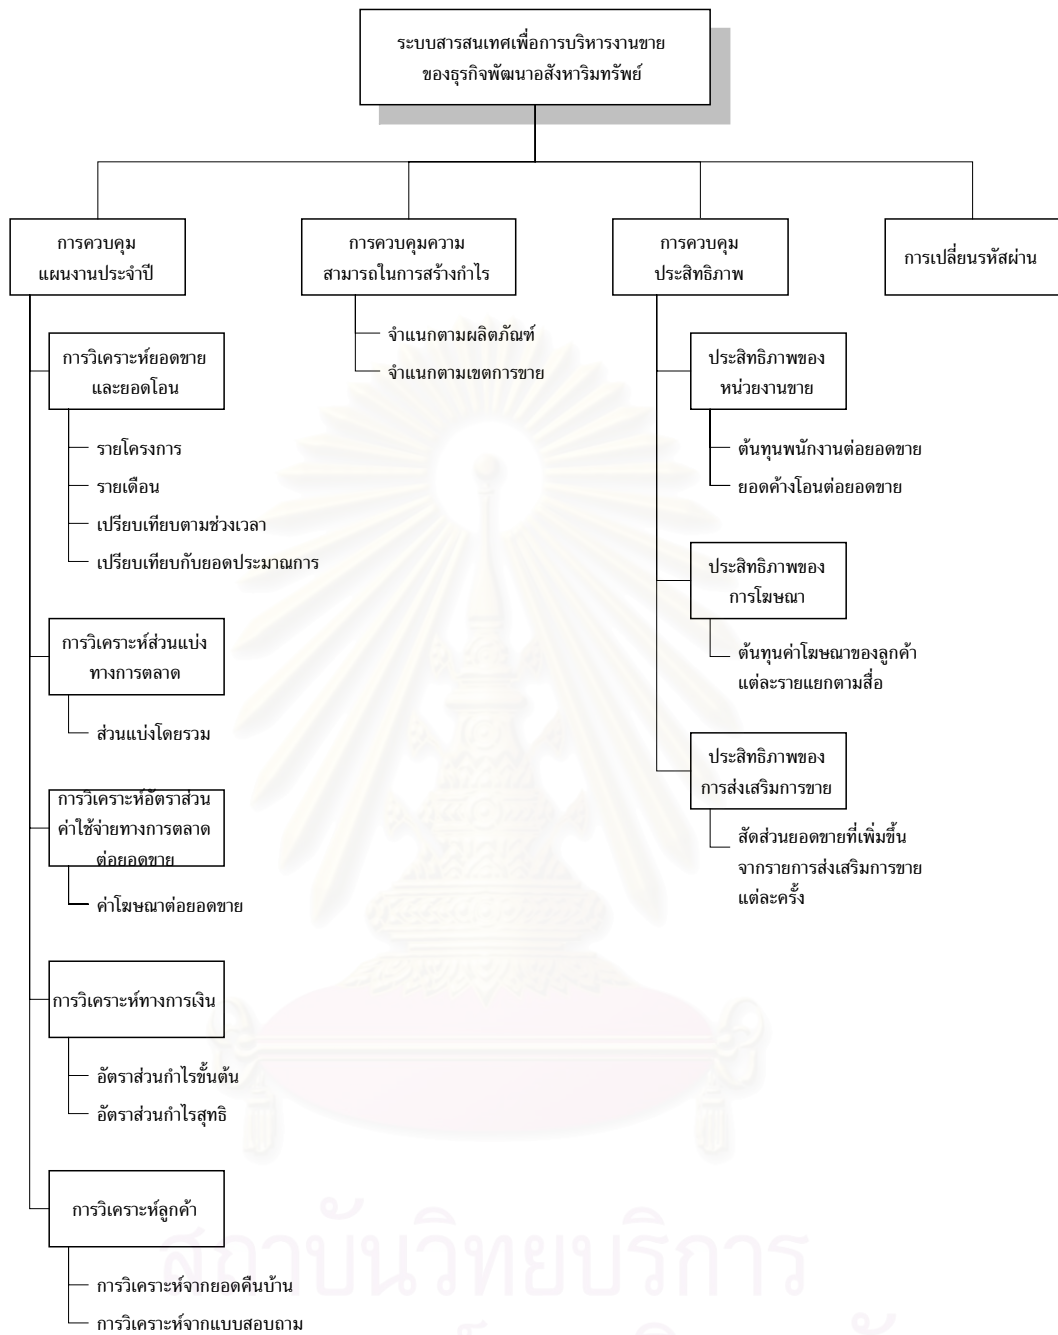 ระบบสารสนเทศเพื่อการบริหารงานขาย
ของธุรกิจพัฒนาอสังหาริมทรัพย์
การควบคุม
แผนงานประจำปี
การวิเคราะห์ยอดขาย
และยอดโอน
รายโครงการ
รายเดือน
เปรียบเทียบตามช่วงเวลา
เปรียบเทียบกับยอดประมาณการ
การวิเคราะห์ส่วนแบ่ง
ทางการตลาด
ส่วนแบ่งโดยรวม
การวิเคราะห์อัตราส่วน
ค่าใช้จ่ายทางการตลาด
ต่อยอดขาย
ค่าโฆษณาต่อยอดขาย
การวิเคราะห์ทางการเงิน
อัตราส่วนกำไรขั้นต้น
อัตราส่วนกำไรสุทธิ
การวิเคราะห์ลูกค้า
การวิเคราะห์จากยอดคืนบ้าน
การวิเคราะห์จากแบบสอบถาม
การควบคุมความ
สามารถในการสร้างกำไร
จำแนกตามผลิตภัณฑ์
จำแนกตามเขตการขาย
การควบคุม
ประสิทธิภาพ
ประสิทธิภาพของ
หน่วยงานขาย
ต้นทุนพนักงานต่อยอดขาย
ยอดค้างโอนต่อยอดขาย
ประสิทธิภาพของ
การโฆษณา
ต้นทุนค่าโฆษณาของลูกค้า
แต่ละรายแยกตามสื่อ
ประสิทธิภาพของ
การส่งเสริมการขาย
สัดส่วนยอดขายที่เพิ่มขึ้น
จากรายการส่งเสริมการขาย
แต่ละครั้ง
การเปลี่ยนรหัสผ่าน
สถาบันวิทยบริการ